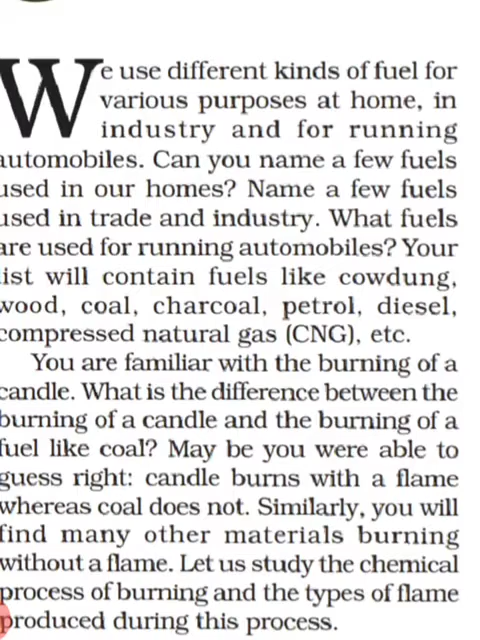 We use different kinds of fuel for
various purposes at home, in
industry and for running
automobiles. Can you name a few fuels
used in our homes? Name a few fuels
used in trade and industry. What fuels
are used for running automobiles? Your
list will contain fuels like cowdung,
wood, coal, charcoal, petrol, diesel,
compressed natural gas (CNG), etc.
You are familiar with the burning of a
candle. What is the difference between the
burning of a candle and the burning of a
fuel like coal? May be you were able to
guess right: candle burns with a flame
whereas coal does not. Similarly, you will
find many other materials burning
without a flame. Let us study the chemical
process of burning and the types of flame
produced during this process.